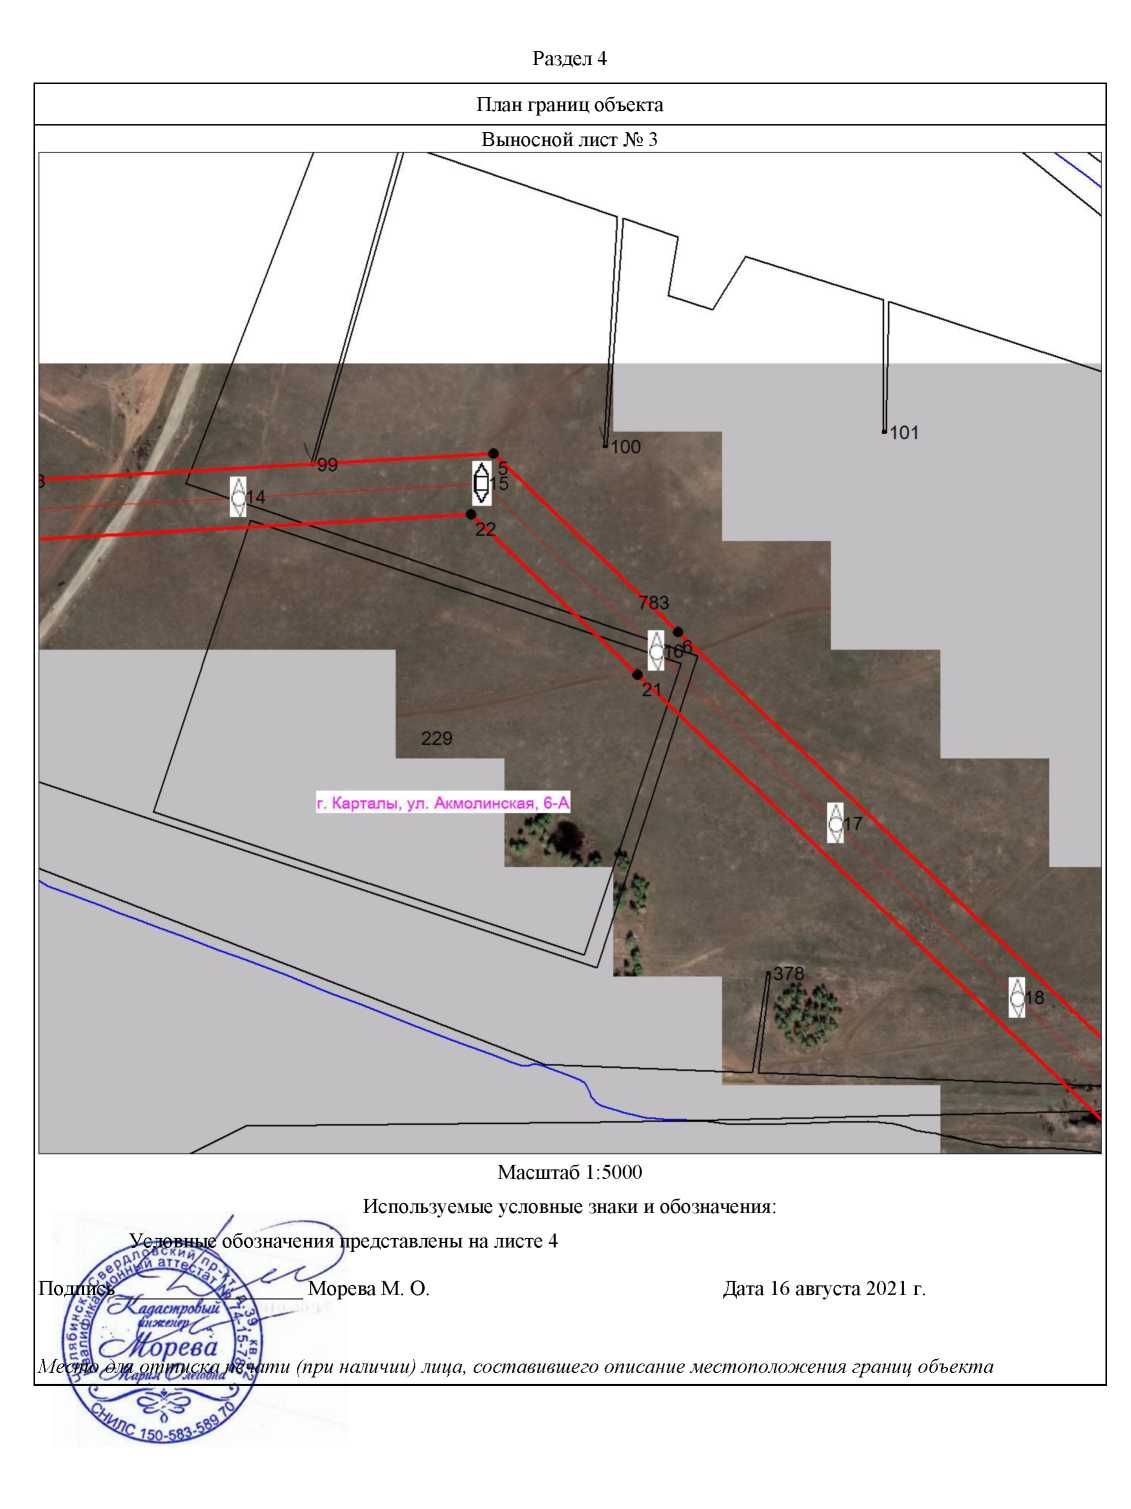 Раздел 4
План границ объекта
Выносной лист № 3
100
101
99
5
15
14
22
783
6
16
21
229
г. Карталы, ул. Акмолинская, 6-А
17
378
18
Масштаб 1:5000
Используемые условные знаки и обозначения:
Условные обозначения представлены на листе 4
Подпись Морева М. О. Дата 16 августа 2021 г.
Место для оттиска печати (при наличии) лица, составившего описание местоположения границ объекта
Кадастровый
инженер
Морева
Мария Олеговна
СНИЛС 150-583-589 70